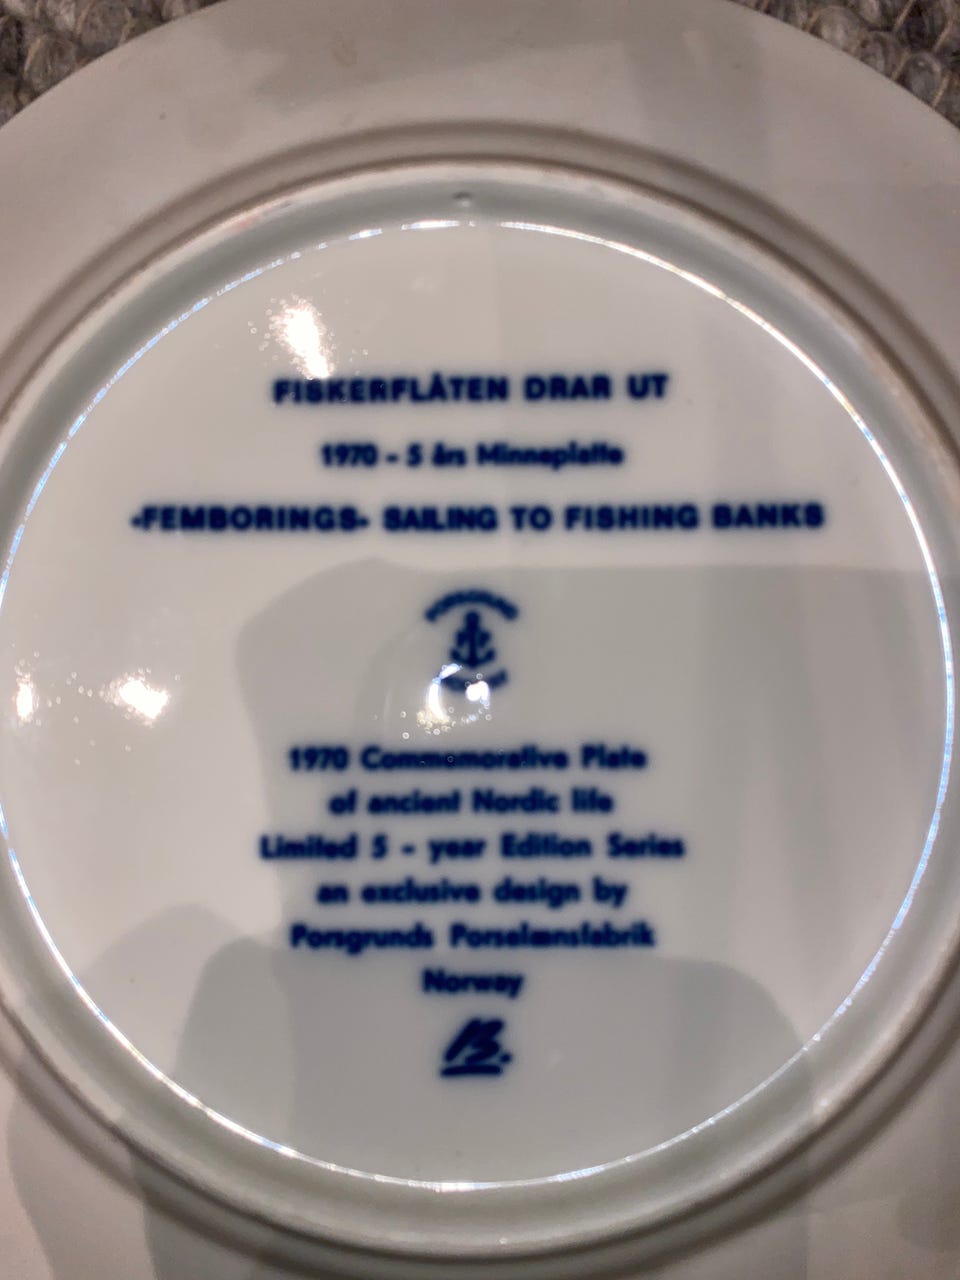 FISKERFLÅTEN DRAR UT
1970 - 5 års Minneplatte
«FEMBORINGS» SAILING TO FISHING BANKS
PORSGRUND
1970 Commemorative Plate
of ancient Nordic life
Limited 5 - year Edition Series
an exclusive design by
Porsgrunds Porselænsfabrik
Norway